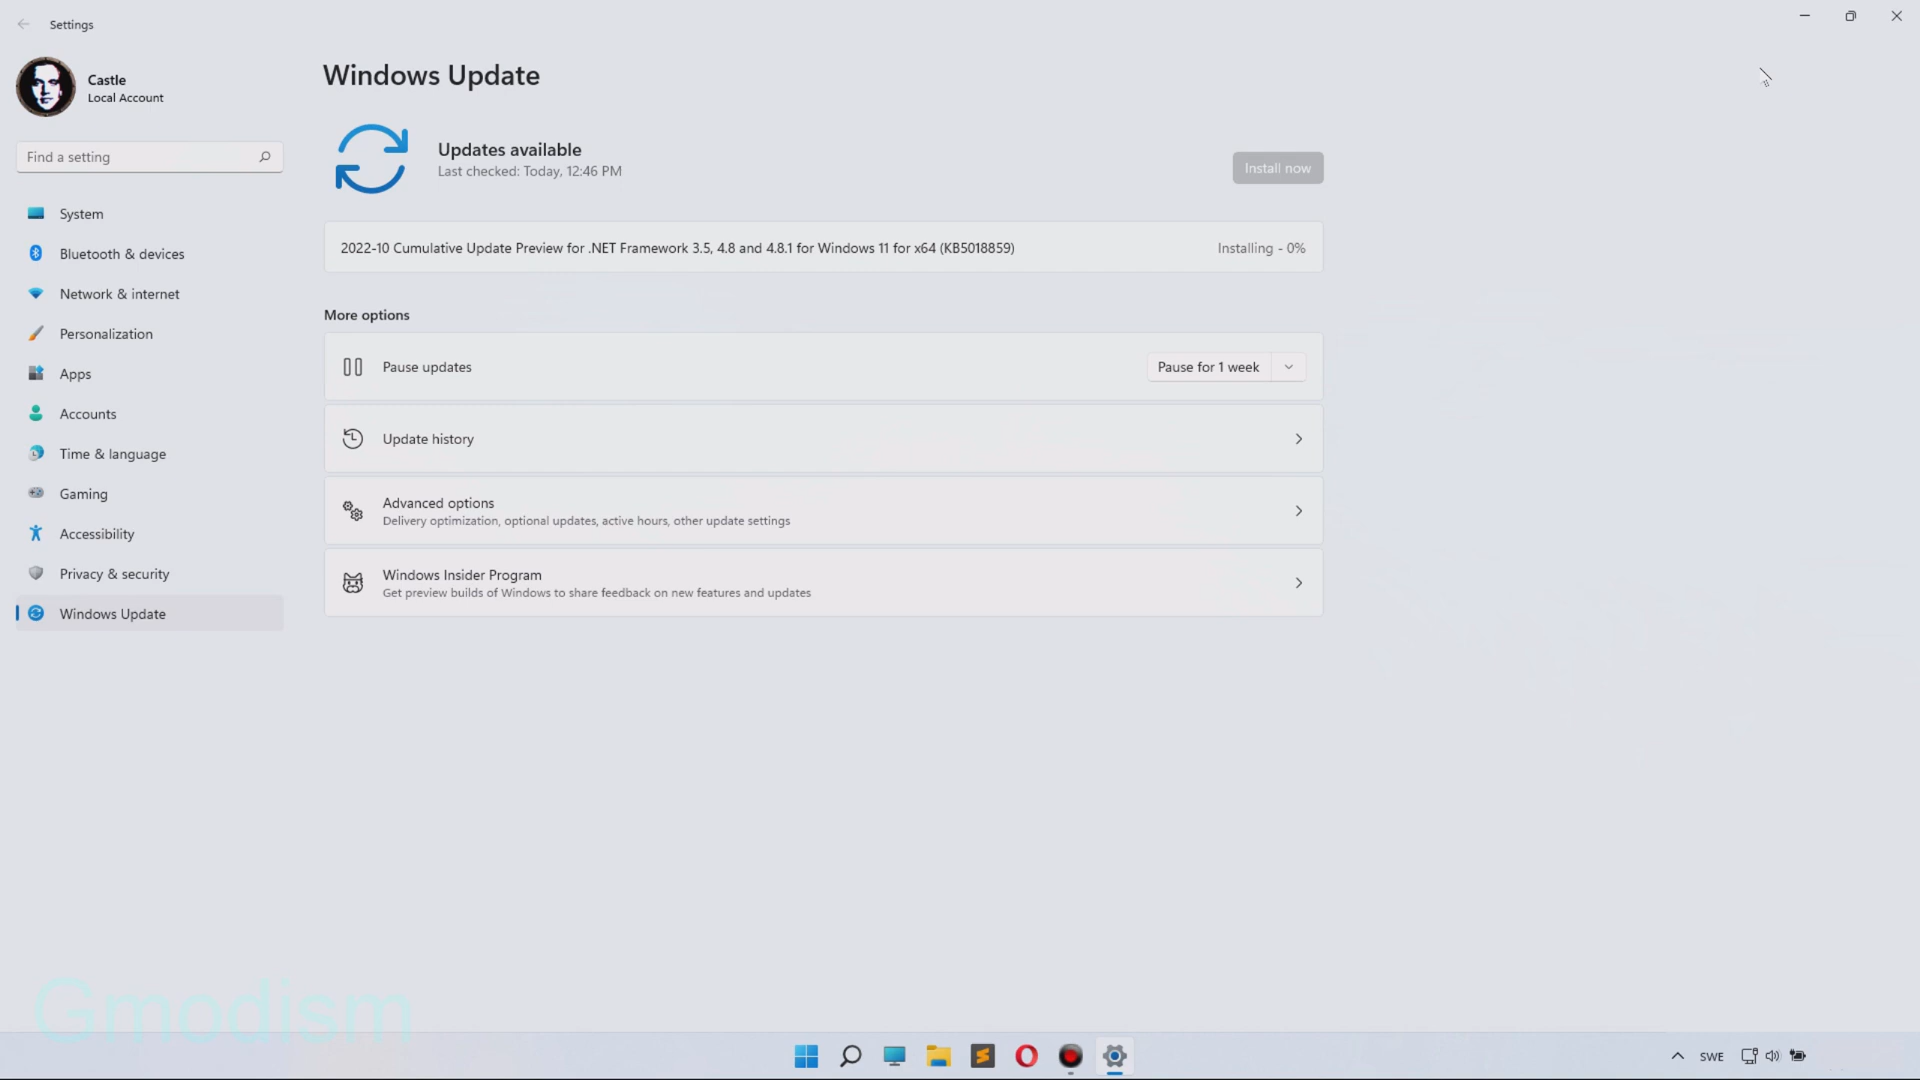 Settings
Castle
Local Account
Find a setting
System
Bluetooth & devices
Network & internet
Personalization
Apps
Accounts
Time & language
Gaming
Accessibility
Privacy & security
Windows Update
Windows Update
Updates available
Last checked: Today, 12:46 PM
Install now
2022-10 Cumulative Update Preview for .NET Framework 3.5, 4.8 and 4.8.1 for Windows 11 for x64 (KB5018859)
Installing - 0%
More options
Pause updates
Pause for 1 week
Update history
Advanced options
Delivery optimization, optional updates, active hours, other update settings
Windows Insider Program
Get preview builds of Windows to share feedback on new features and updates
Gmodism
SWE